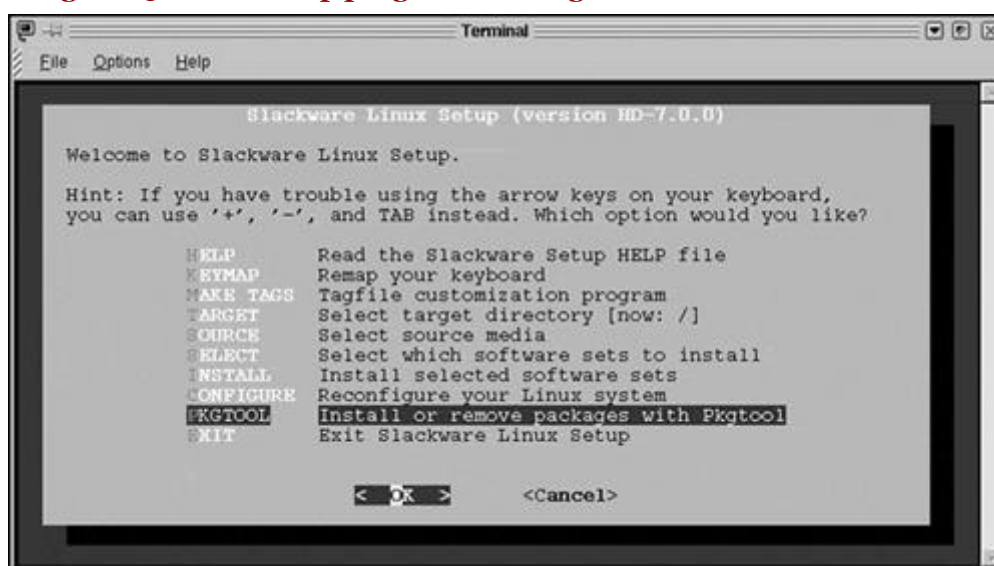 Terminal
File Options Help
Slackware Linux Setup (version HD-7.0.0)
Welcome to Slackware Linux Setup.
Hint: If you have trouble using the arrow keys on your keyboard,
you can use '+', '-', and TAB instead. Which option would you like?
HELP Read the Slackware Setup HELP file
KEYMAP Remap your keyboard
MAKE TAGS Tagfile customization program
TARGET Select target directory [now: /]
SOURCE Select source media
SELECT Select which software sets to install
INSTALL Install selected software sets
CONFIGURE Reconfigure your Linux system
PKGTOOL Install or remove packages with Pkgtool
EXIT Exit Slackware Linux Setup
< OK > <Cancel>